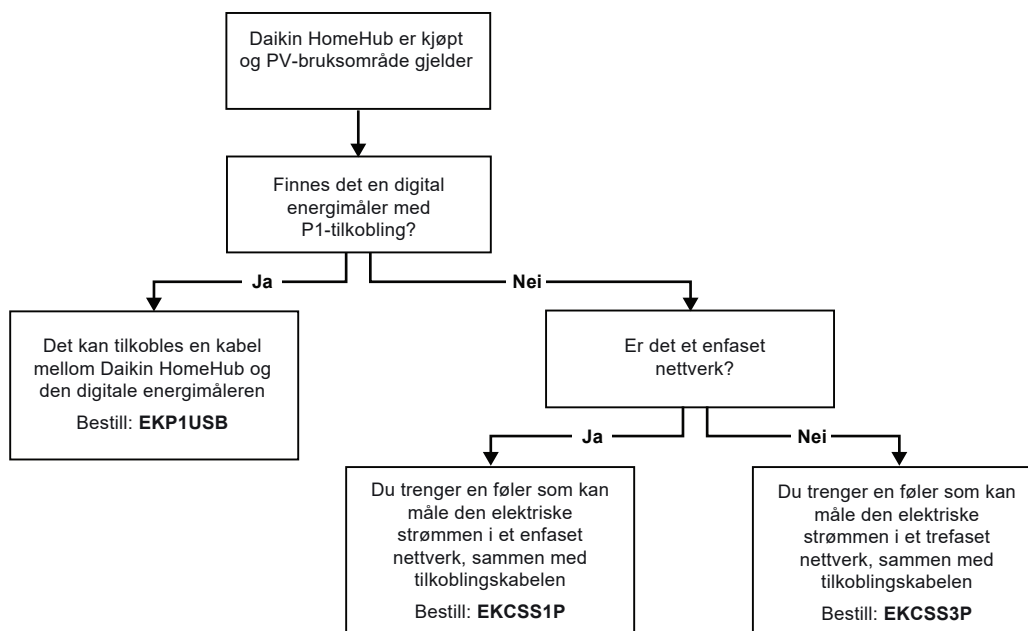 Daikin HomeHub er kjøpt
og PV-bruksområde gjelder
Finnes det en digital
energimåler med
P1-tilkobling?
Ja
Nei
Det kan tilkobles en kabel
mellom Daikin HomeHub og
den digitale energimåleren
Bestill: EKP1USB
Er det et enfaset
nettverk?
Ja
Nei
Du trenger en føler som kan
måle den elektriske
strømmen i et enfaset
nettverk, sammen med
tilkoblingskabelen
Bestill: EKCSS1P
Du trenger en føler som kan
måle den elektriske
strømmen i et trefaset
nettverk, sammen med
tilkoblingskabelen
Bestill: EKCSS3P